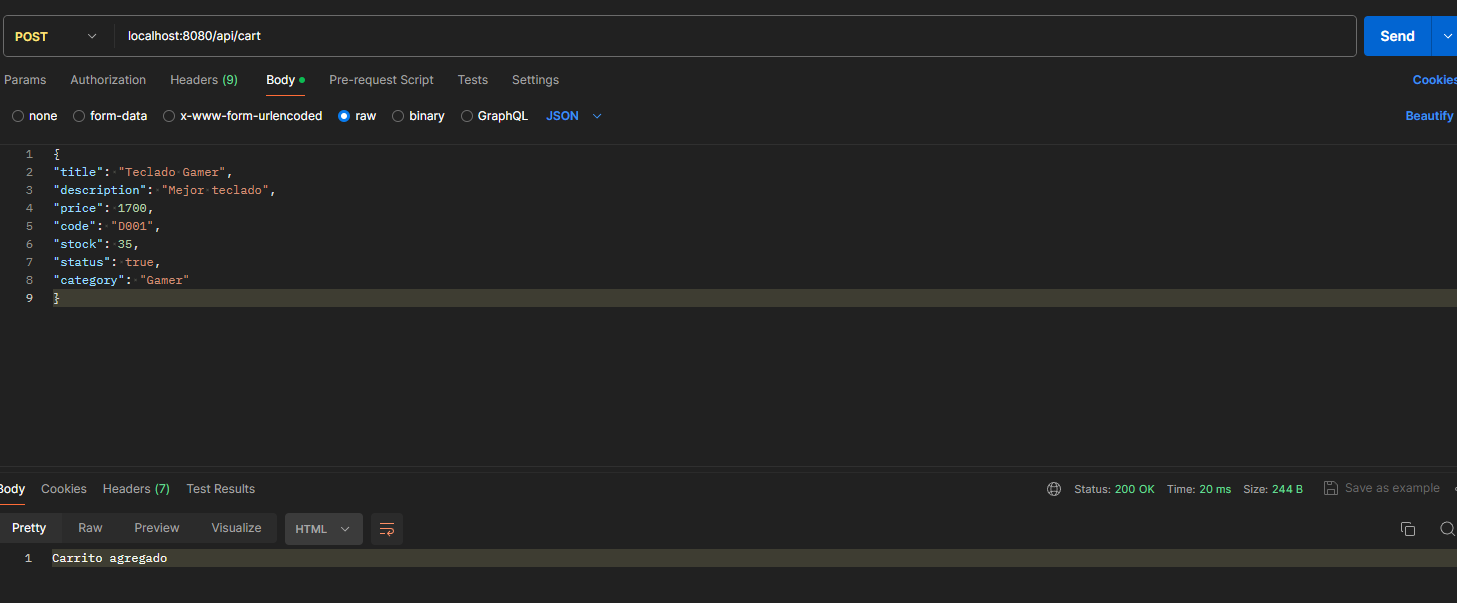 POST localhost:8080/api/cart Send
Params Authorization Headers (9) Body Pre-request Script Tests Settings Cookies
none form-data x-www-form-urlencoded raw binary GraphQL JSON Beautify
1 {
2 "title": "Teclado Gamer",
3 "description": "Mejor teclado",
4 "price": 1700,
5 "code": "D001",
6 "stock": 35,
7 "status": true,
8 "category": "Gamer"
9 }
Body Cookies Headers (7) Test Results Status: 200 OK Time: 20 ms Size: 244 B Save as example
Pretty Raw Preview Visualize HTML
1 Carrito agregado